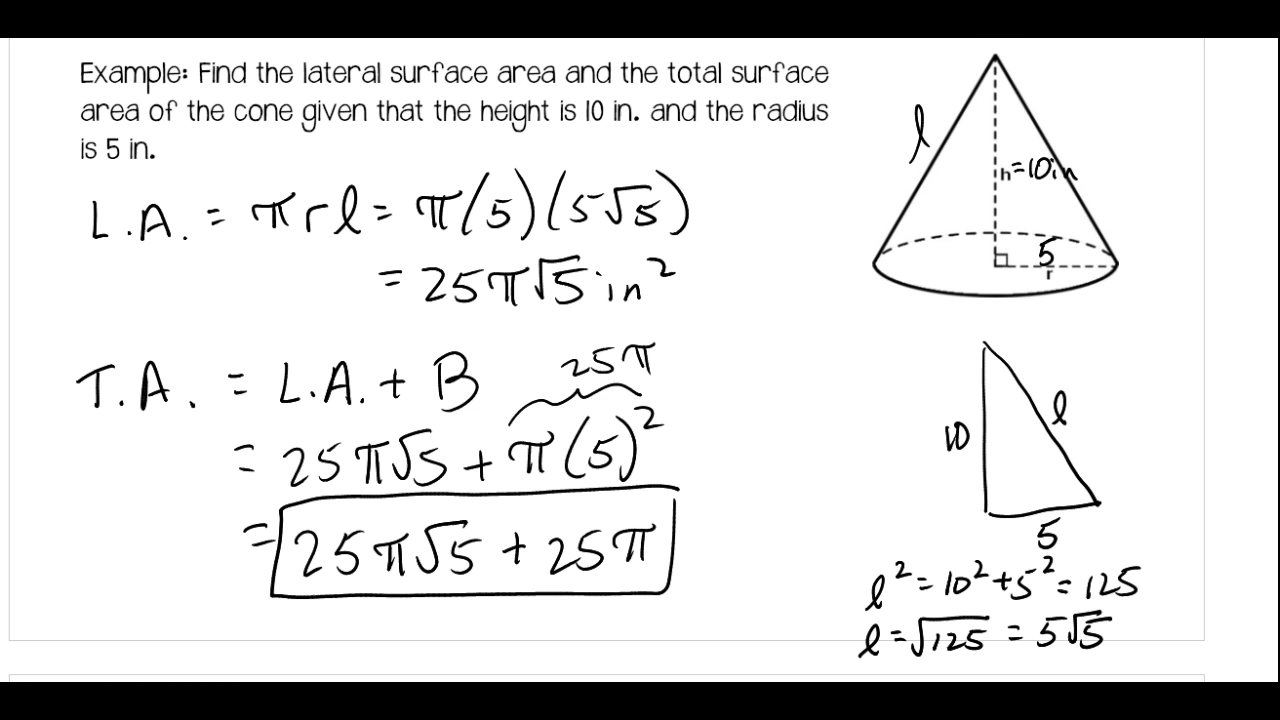 Example: Find the lateral surface area and the total surface
area of the cone given that the height is 10 in. and the radius
is 5 in.
L.A. = πrl = π(5)(5√5)
= 25π√5 in²
T.A. = L.A. + B
25π
= 25π√5 + π(5)²
= 25π√5 + 25π
l
h=10in
5
r
10
l
5
l² = 10² + 5² = 125
l = √125 = 5√5